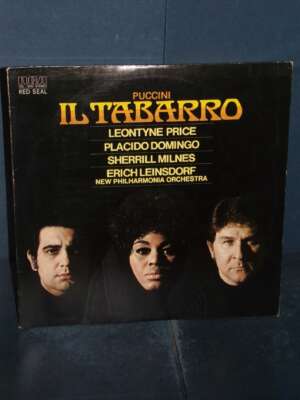 RCA
RED SEAL
PUCCINI
IL TABARRO
LEONTYNE PRICE
PLACIDO DOMINGO
SHERRILL MILNES
ERICH LEINSDORF
NEW PHILHARMONIA ORCHESTRA